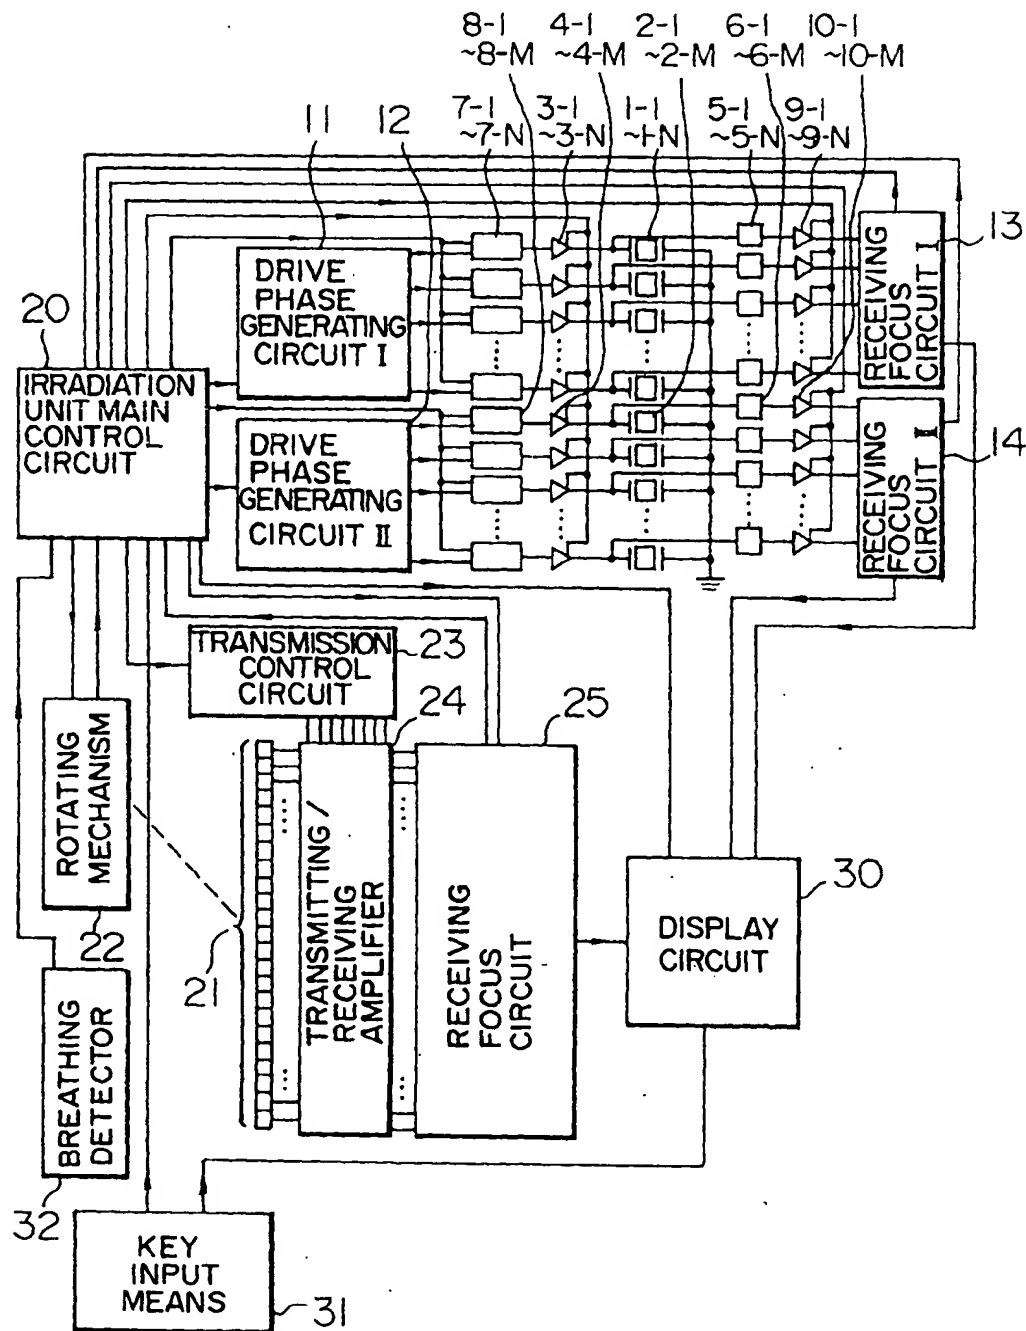 8-1 4-1 2-1 6-1 10-1
~8-M ~4-M ~2-M ~6-M ~10-M
7-1 3-1 1-1 5-1 9-1
~7-N ~3-N ~1-N ~5-N ~9-N
11
12
13
14
20
DRIVE
PHASE
GENERATING
CIRCUIT I
RECEIVING
FOCUS
CIRCUIT I
IRRADIATION
UNIT MAIN
CONTROL
CIRCUIT
DRIVE
PHASE
GENERATING
CIRCUIT II
RECEIVING
FOCUS
CIRCUIT II
TRANSMISSION
CONTROL
CIRCUIT
23
24
25
ROTATING
MECHANISM
22
21
TRANSMITTING /
RECEIVING
AMPLIFIER
RECEIVING
FOCUS
CIRCUIT
30
DISPLAY
CIRCUIT
BREATHING
DETECTOR
32
KEY
INPUT
MEANS
31